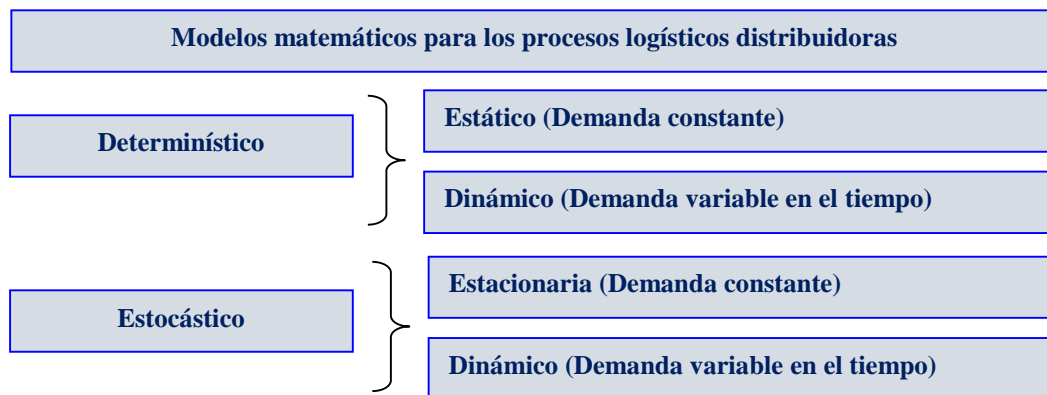 Modelos matemáticos para los procesos logísticos distribuidoras
Determinístico
Estático (Demanda constante)
Dinámico (Demanda variable en el tiempo)
Estocástico
Estacionaria (Demanda constante)
Dinámico (Demanda variable en el tiempo)